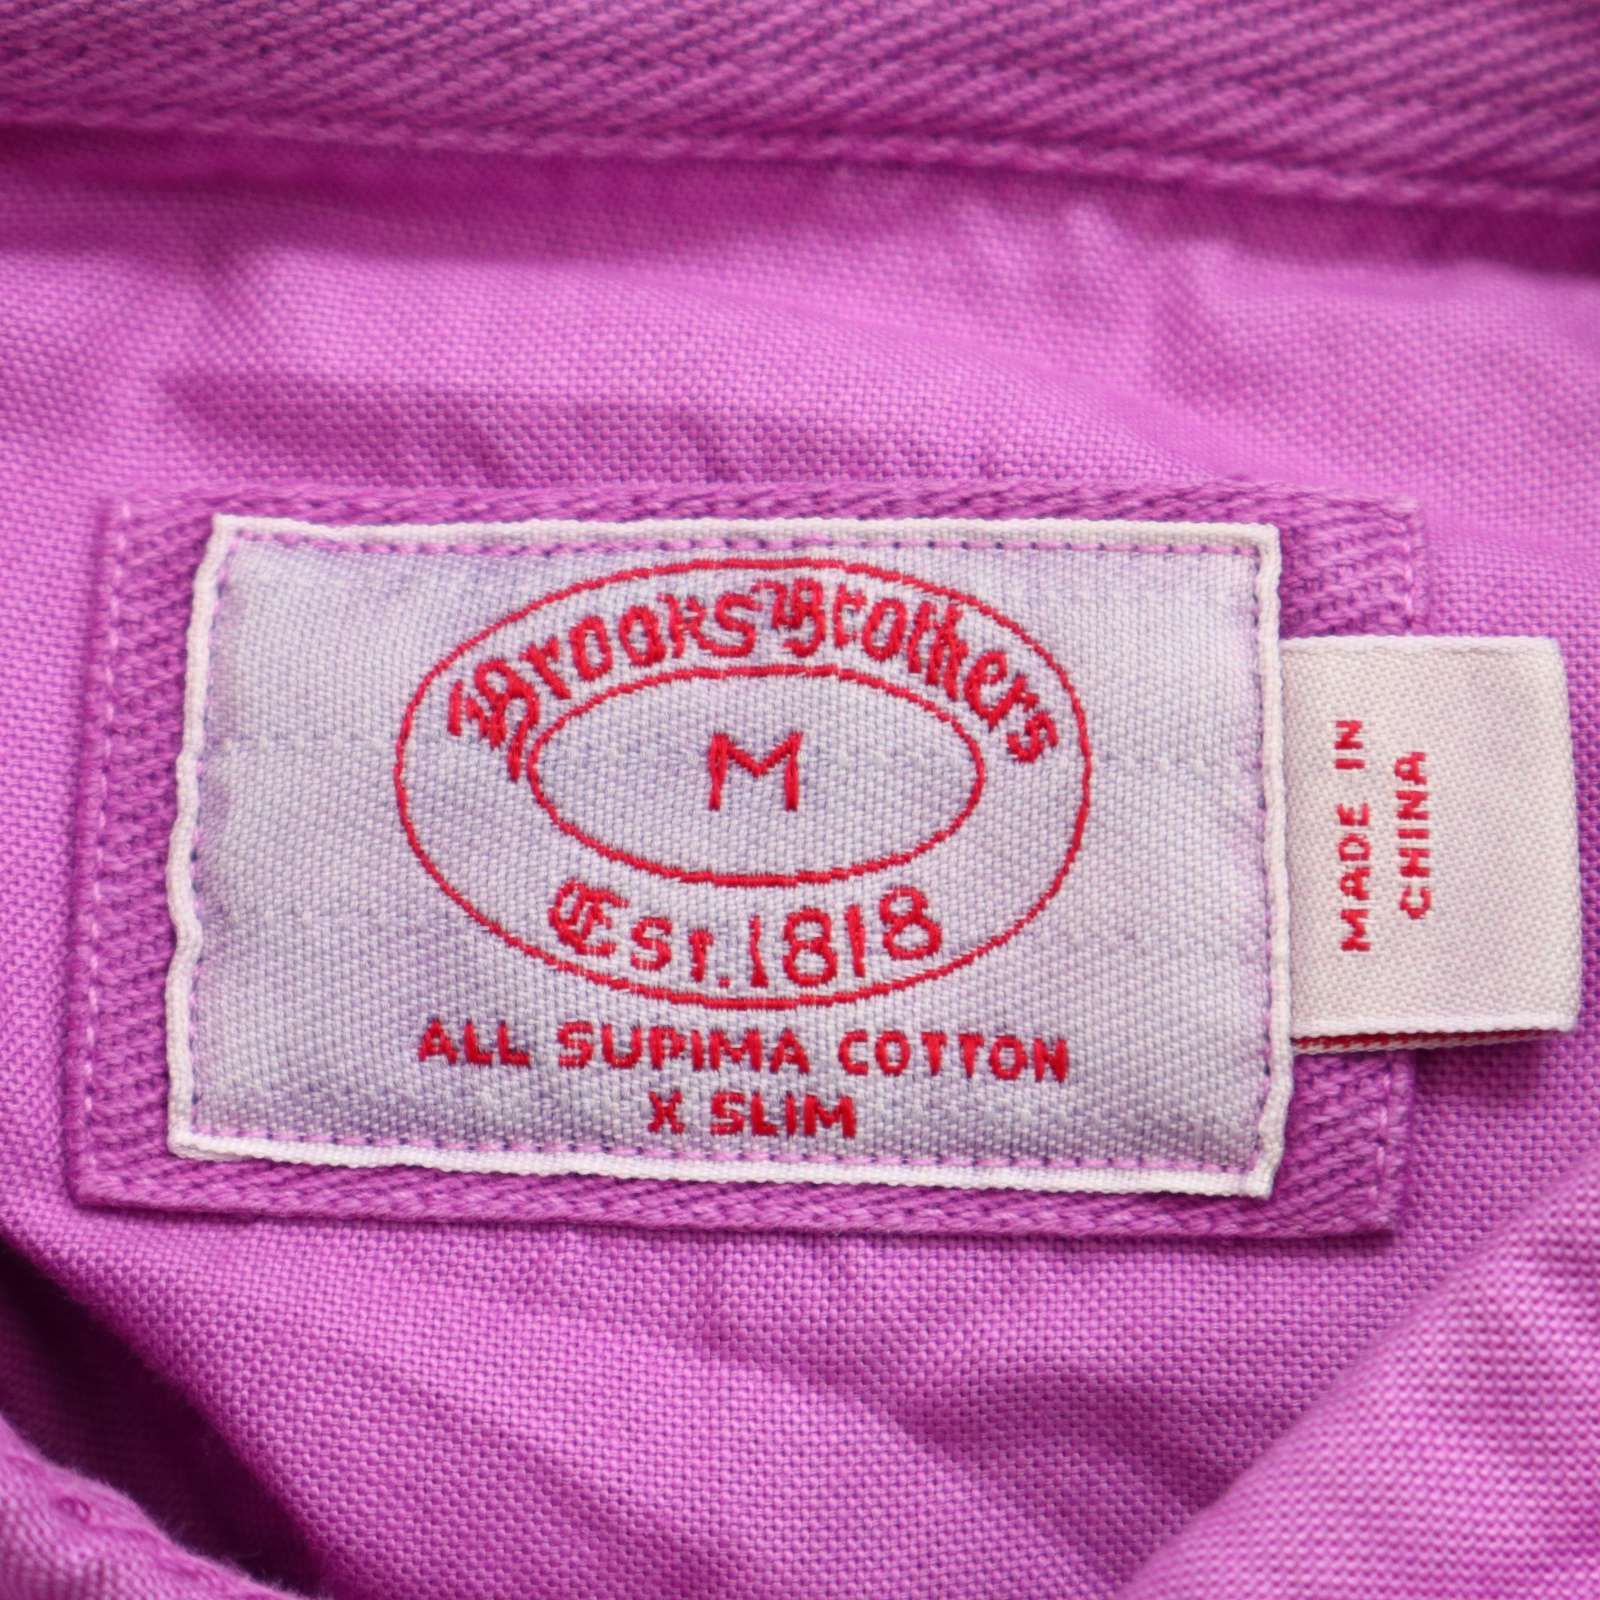 Brooks Brothers
M
Est. 1818
ALL SUPIMA COTTON
X SLIM
MADE IN
CHINA